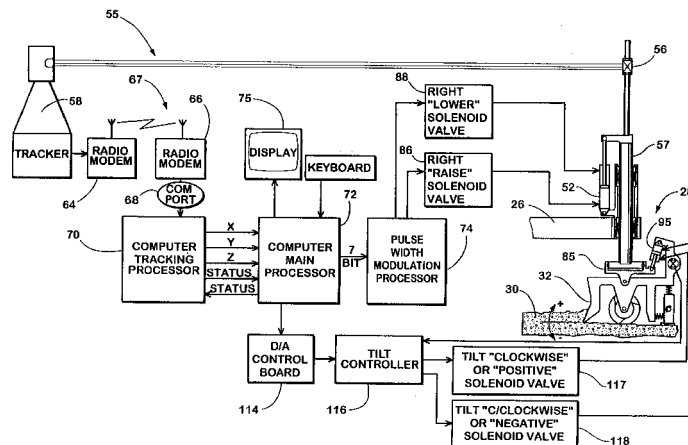 55
56
58
67
66
TRACKER
RADIO MODEM
64
RADIO MODEM
68
COM PORT
75
DISPLAY
KEYBOARD
72
88
RIGHT "LOWER" SOLENOID VALVE
86
RIGHT "RAISE" SOLENOID VALVE
57
52
26
28
95
85
32
30
+
-
70
COMPUTER TRACKING PROCESSOR
X
Y
Z
STATUS
STATUS
COMPUTER MAIN PROCESSOR
7 BIT
PULSE WIDTH MODULATION PROCESSOR
74
D/A CONTROL BOARD
114
TILT CONTROLLER
116
TILT "CLOCKWISE" OR "POSITIVE" SOLENOID VALVE
117
TILT "C/CLOCKWISE" OR "NEGATIVE" SOLENOID VALVE
118